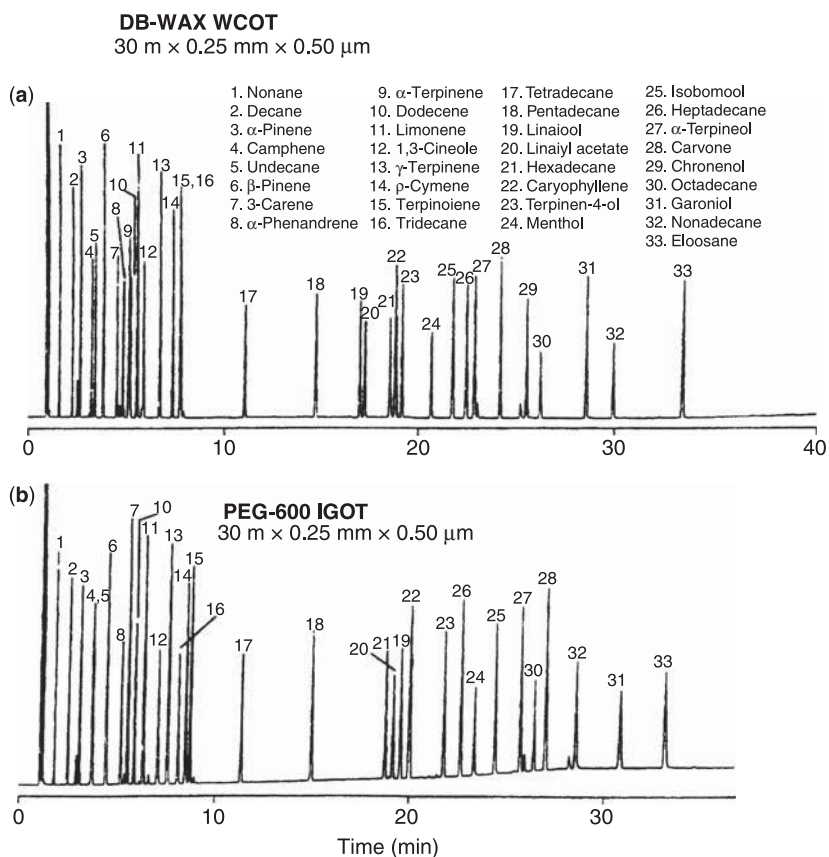 DB-WAX WCOT
30 m × 0.25 mm × 0.50 μm
(a)
1. Nonane
2. Decane
3. α-Pinene
4. Camphene
5. Undecane
6. β-Pinene
7. 3-Carene
8. α-Phenandrene
9. α-Terpinene
10. Dodecene
11. Limonene
12. 1,3-Cineole
13. γ-Terpinene
14. ρ-Cymene
15. Terpinoiene
16. Tridecane
17. Tetradecane
18. Pentadecane
19. Linaiool
20. Linaiyl acetate
21. Hexadecane
22. Caryophyllene
23. Terpinen-4-ol
24. Menthol
25. Isobomool
26. Heptadecane
27. α-Terpineol
28. Carvone
29. Chronenol
30. Octadecane
31. Garoniol
32. Nonadecane
33. Eloosane
1 2 3 4 5 6 7 8 9 10 11 12 13 14 15,16 17 18 19 20 21 22 23 24 25 26 27 28 29 30 31 32 33
0 10 20 30 40
(b)
PEG-600 IGOT
30 m × 0.25 mm × 0.50 μm
1 2 3 4,5 6 7 8 10 11 12 13 14 15 16 17 18 20 21 19 22 23 26 24 25 27 30 28 32 31 33
0 10 20 30
Time (min)